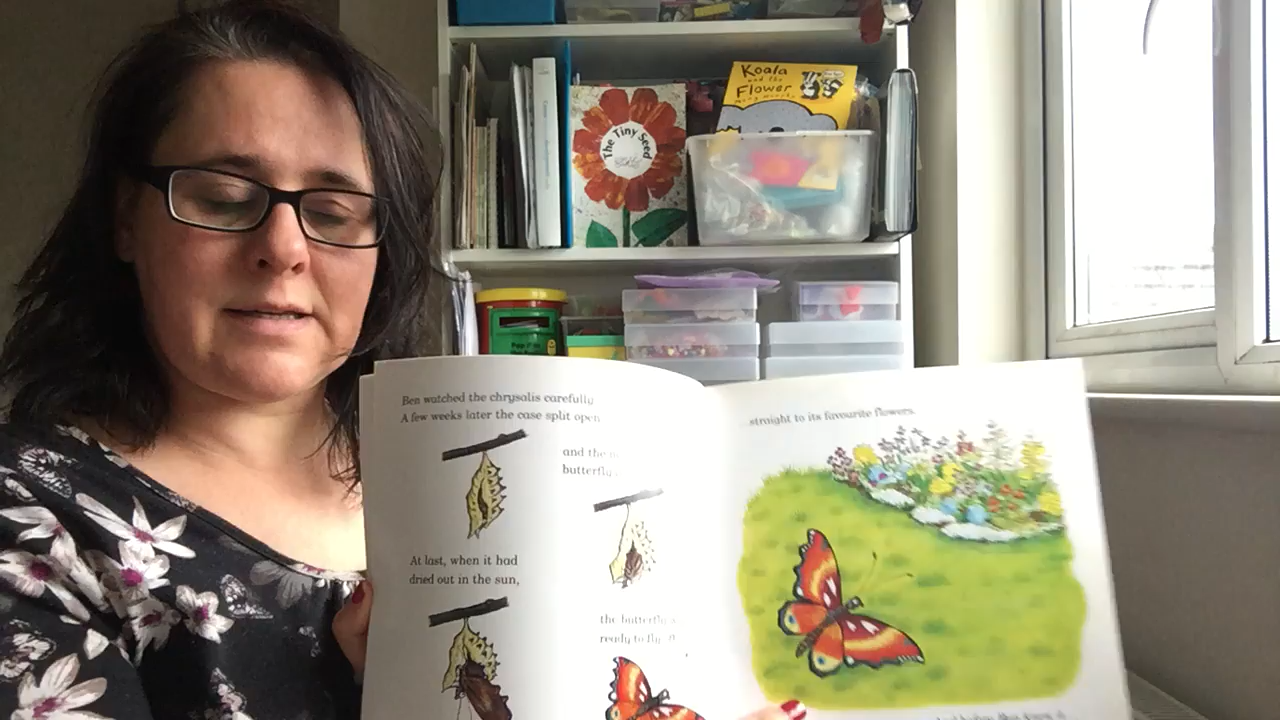 Koala
and the
Flower
The Tiny Seed
Ben watched the chrysalis carefully
A few weeks later the case split open
and the
butterfly
At last, when it had
dried out in the sun,
the butterfly
ready to fly
straight to its favourite flowers.